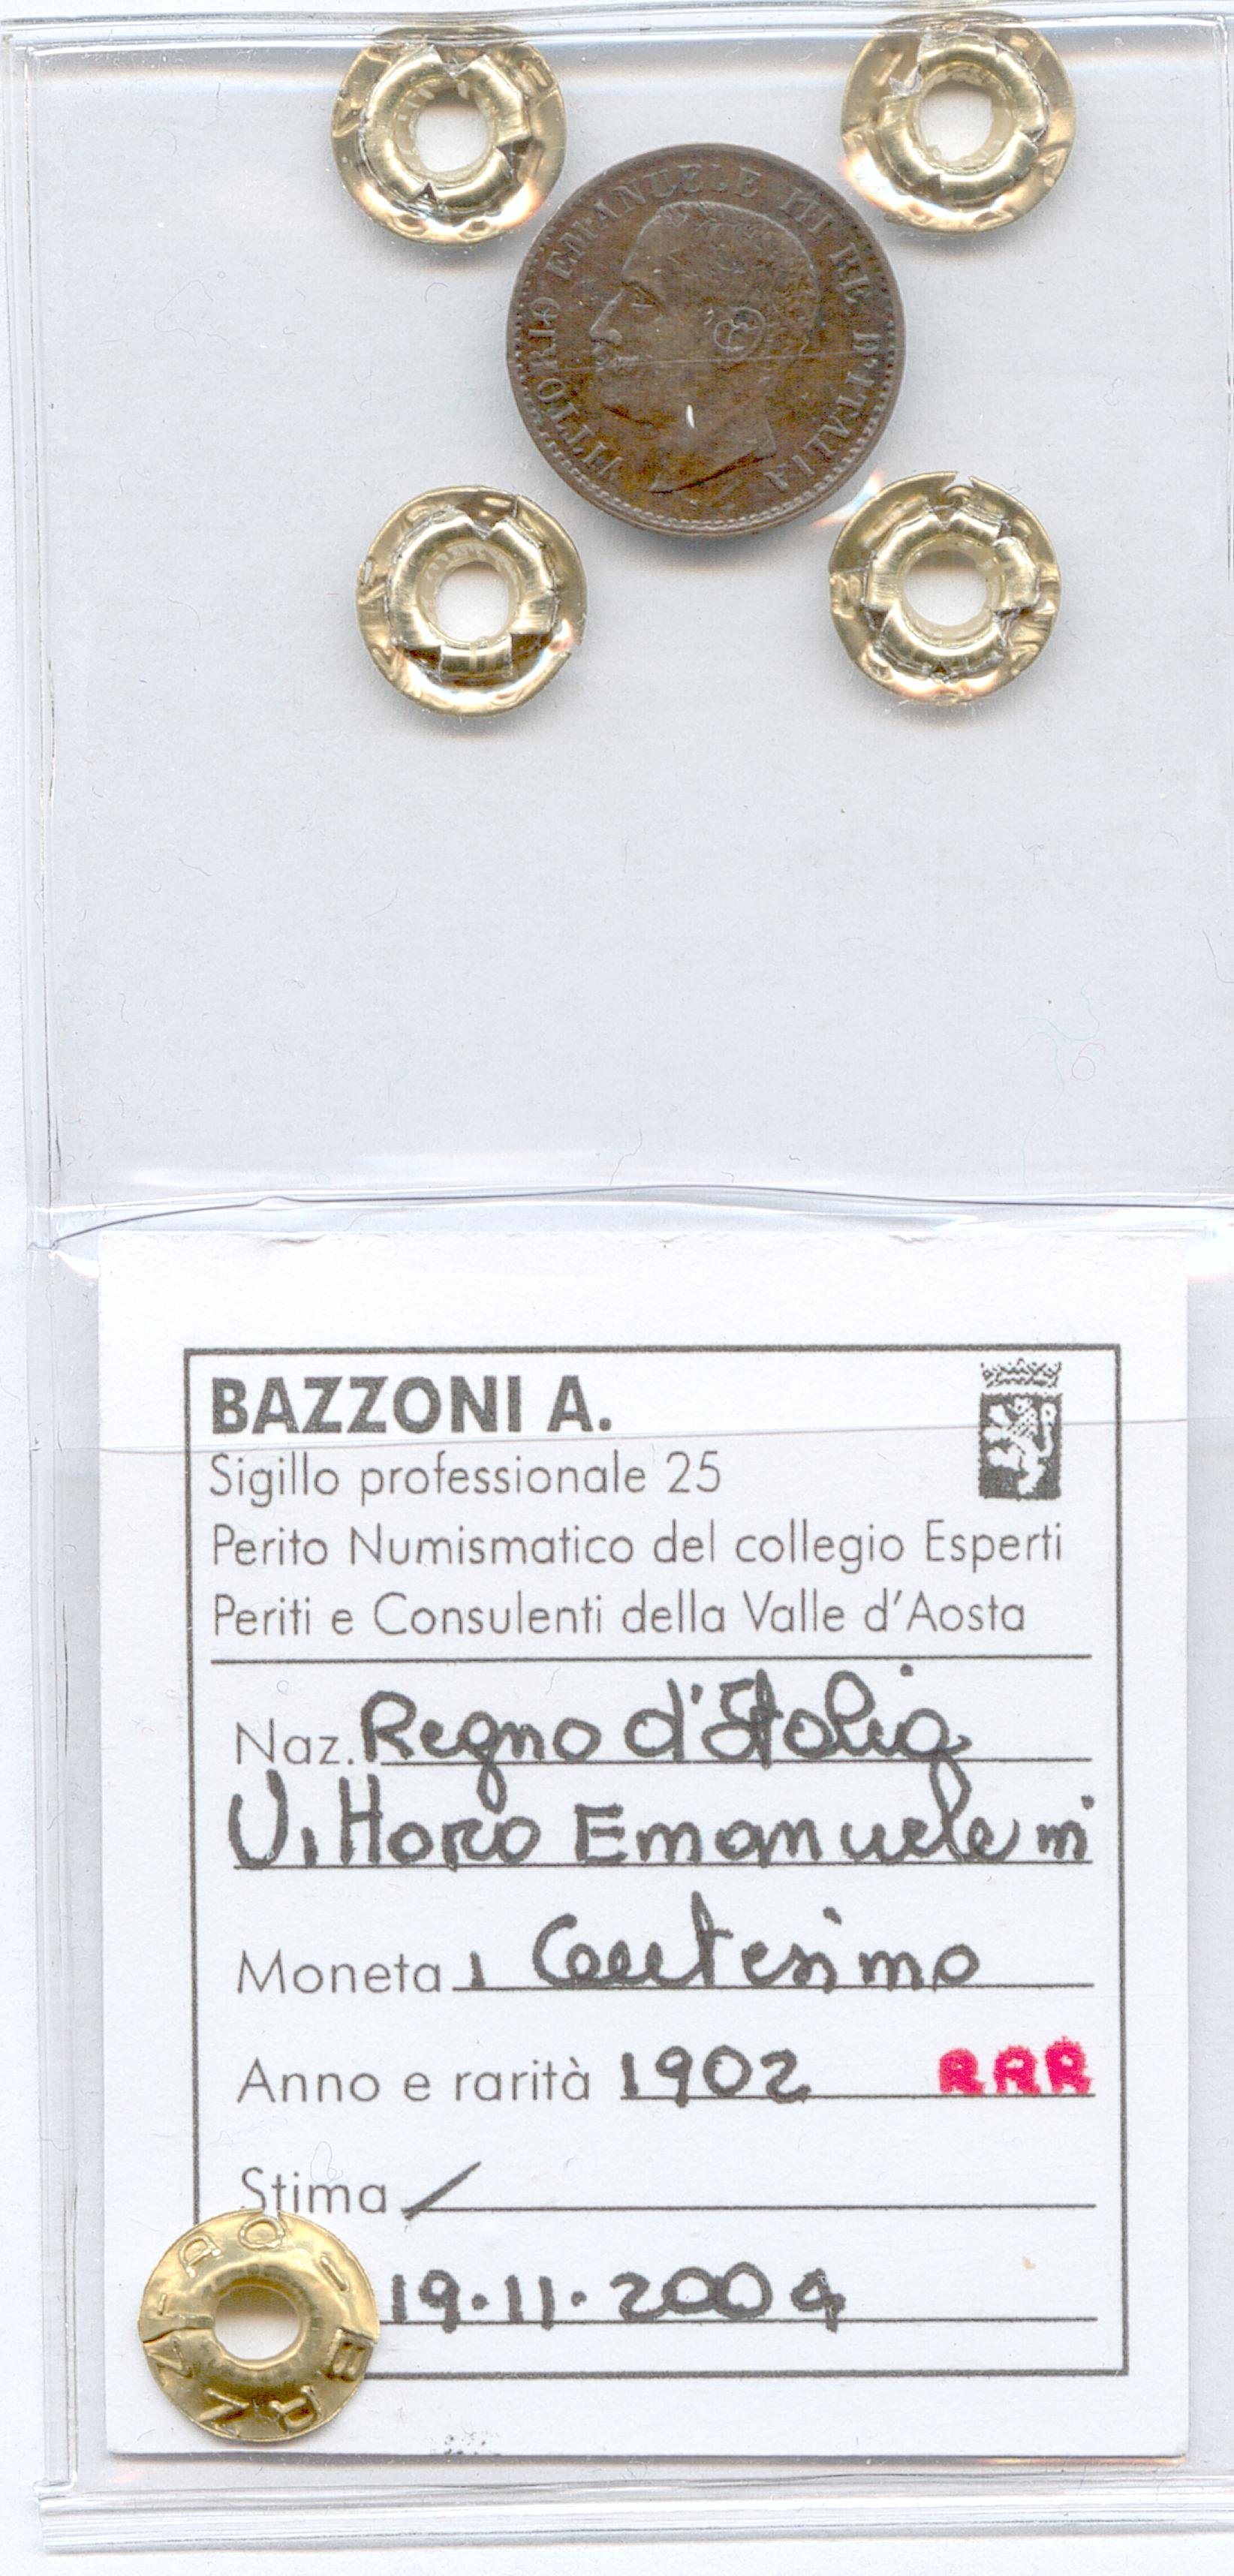 VITTORIO EMANUELE III RE D'ITALIA
BAZZONI A.
Sigillo professionale 25
Perito Numismatico del collegio Esperti
Periti e Consulenti della Valle d'Aosta
Naz. Regno d'Italia
Vittorio Emanuele III
Moneta 1 Centesimo
Anno e rarità 1902 RRR
Stima /
19.11.2004